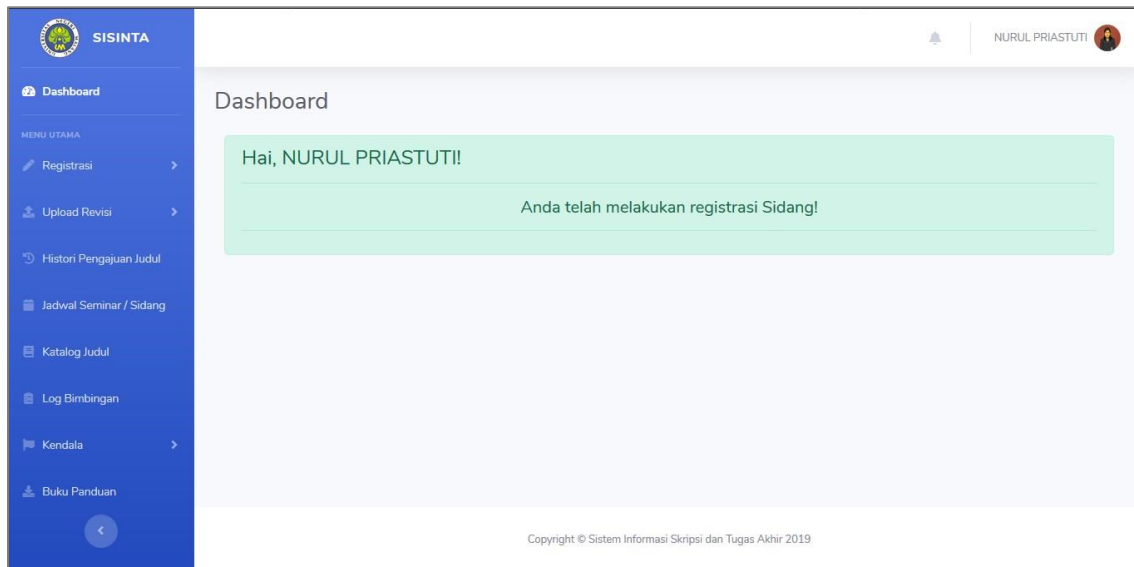 SISINTA
NURUL PRIASTUTI
Dashboard
Dashboard
MENU UTAMA
Hai, NURUL PRIASTUTI!
Registrasi
Anda telah melakukan registrasi Sidang!
Upload Revisi
Histori Pengajuan Judul
Jadwal Seminar / Sidang
Katalog Judul
Log Bimbingan
Kendala
Buku Panduan
Copyright © Sistem Informasi Skripsi dan Tugas Akhir 2019